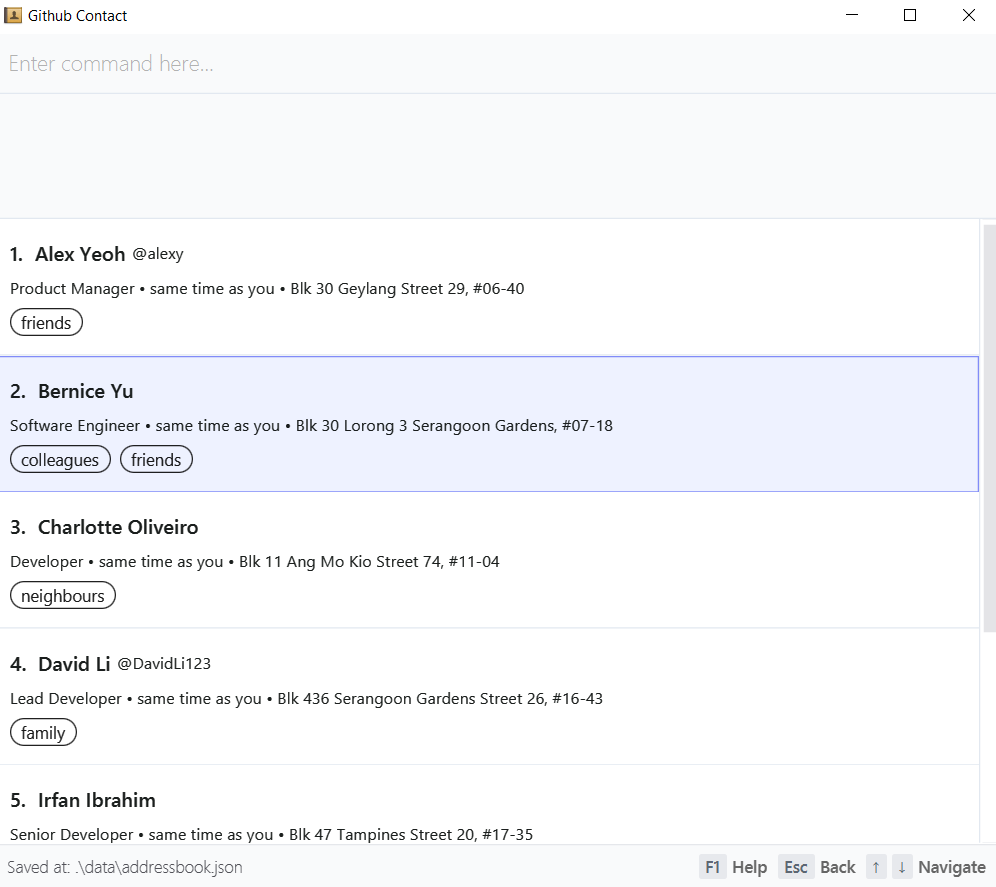 Github Contact
Enter command here...
1. Alex Yeoh @alexy
Product Manager • same time as you • Blk 30 Geylang Street 29, #06-40
friends
2. Bernice Yu
Software Engineer • same time as you • Blk 30 Lorong 3 Serangoon Gardens, #07-18
colleagues friends
3. Charlotte Oliveiro
Developer • same time as you • Blk 11 Ang Mo Kio Street 74, #11-04
neighbours
4. David Li @DavidLi123
Lead Developer • same time as you • Blk 436 Serangoon Gardens Street 26, #16-43
family
5. Irfan Ibrahim
Senior Developer • same time as you • Blk 47 Tampines Street 20, #17-35
Saved at: .\data\addressbook.json F1 Help Esc Back ↑ ↓ Navigate